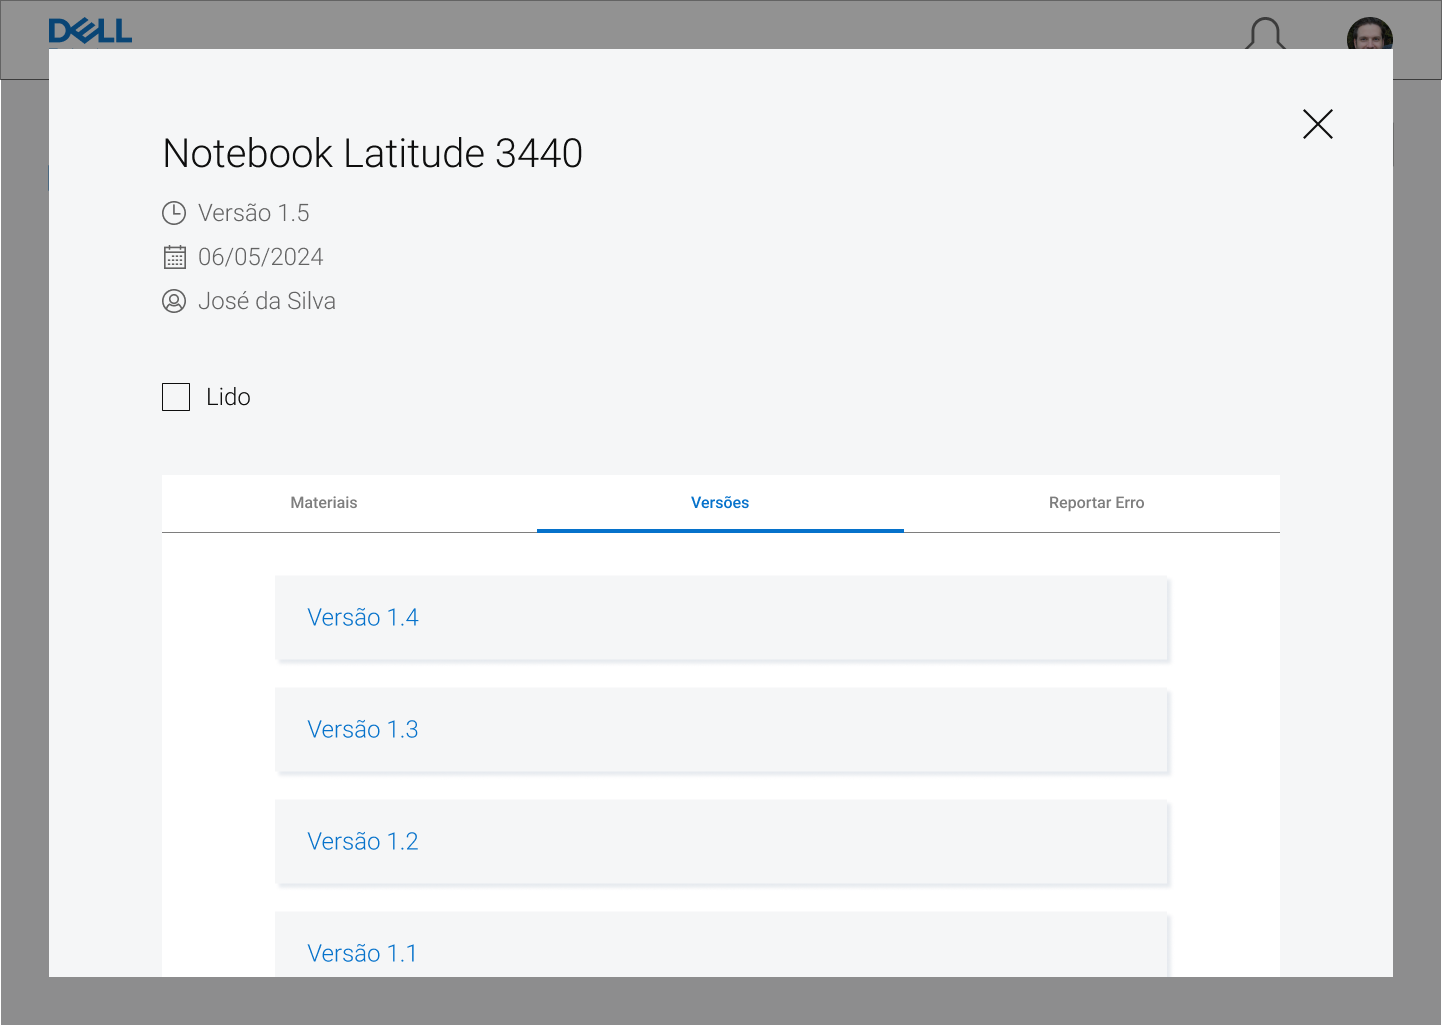 DELL
Notebook Latitude 3440
Versão 1.5
06/05/2024
José da Silva
Lido
Materiais
Versões
Reportar Erro
Versão 1.4
Versão 1.3
Versão 1.2
Versão 1.1